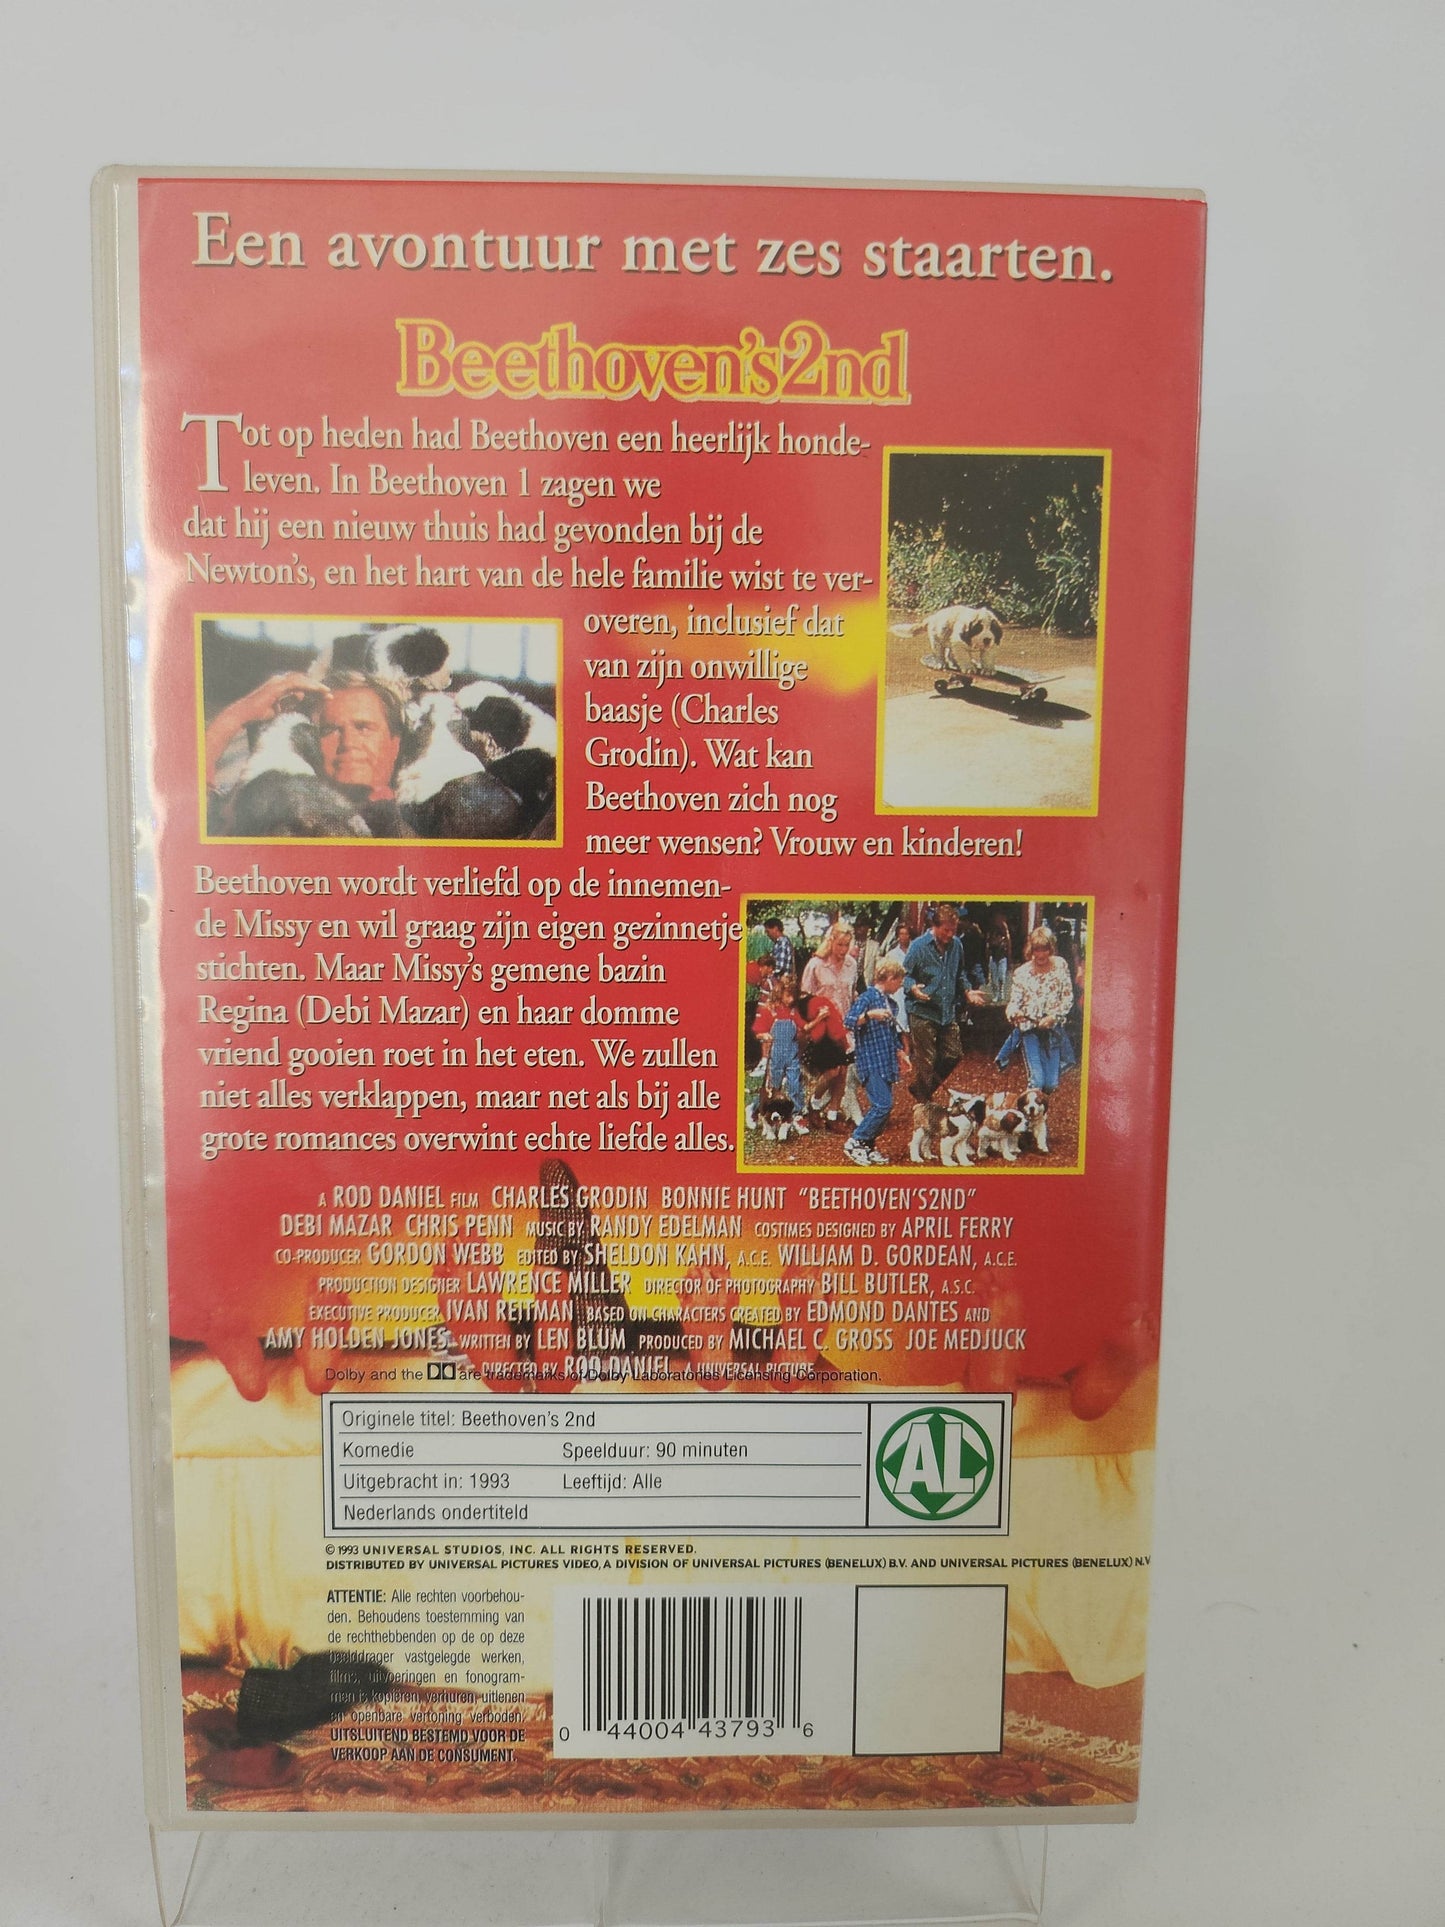 Een avontuur met zes staarten.
Beethoven's 2nd
Tot op heden had Beethoven een heerlijk honde-
leven. In Beethoven 1 zagen we
dat hij een nieuw thuis had gevonden bij de
Newton's, en het hart van de hele familie wist te ver-
overen, inclusief dat
van zijn onwillige
baasje (Charles
Grodin). Wat kan
Beethoven zich nog
meer wensen? Vrouw en kinderen!
Beethoven wordt verliefd op de innemen-
de Missy en wil graag zijn eigen gezinnetje
stichten. Maar Missy's gemene bazin
Regina (Debi Mazar) en haar domme
vriend gooien roet in het eten. We zullen
niet alles verklappen, maar net als bij alle
grote romances overwint echte liefde alles.
A ROD DANIEL FILM CHARLES GRODIN BONNIE HUNT "BEETHOVEN'S2ND"
DEBI MAZAR CHRIS PENN MUSIC BY RANDY EDELMAN COSTIMES DESIGNED BY APRIL FERRY
CO-PRODUCER GORDON WEBB EDITED BY SHELDON KAHN, A.C.E. WILLIAM D. GORDEAN, A.C.E.
PRODUCTION DESIGNER LAWRENCE MILLER DIRECTOR OF PHOTOGRAPHY BILL BUTLER, A.S.C.
EXECUTIVE PRODUCER IVAN REITMAN BASED ON CHARACTERS CREATED BY EDMOND DANTES AND
AMY HOLDEN JONES WRITTEN BY LEN BLUM PRODUCED BY MICHAEL C. GROSS JOE MEDJUCK
DIRECTED BY ROD DANIEL A UNIVERSAL PICTURE
Dolby and the are trademarks of Dolby Laboratories Licensing Corporation.
Originele titel: Beethoven's 2nd
Komedie Speelduur: 90 minuten
Uitgebracht in: 1993 Leeftijd: Alle
Nederlands ondertiteld
AL
© 1993 UNIVERSAL STUDIOS, INC. ALL RIGHTS RESERVED.
DISTRIBUTED BY UNIVERSAL PICTURES VIDEO, A DIVISION OF UNIVERSAL PICTURES (BENELUX) B.V. AND UNIVERSAL PICTURES (BENELUX) N.V
ATTENTIE: Alle rechten voorbehou-
den. Behoudens toestemming van
de rechthebbenden op de op deze
beelddrager vastgelegde werken,
films, uitvoeringen en fonogram-
men is kopiëren, verhuren, uitlenen
en openbare vertoning verboden.
UITSLUITEND BESTEMD VOOR DE
VERKOOP AAN DE CONSUMENT.
0 44004 43793 6